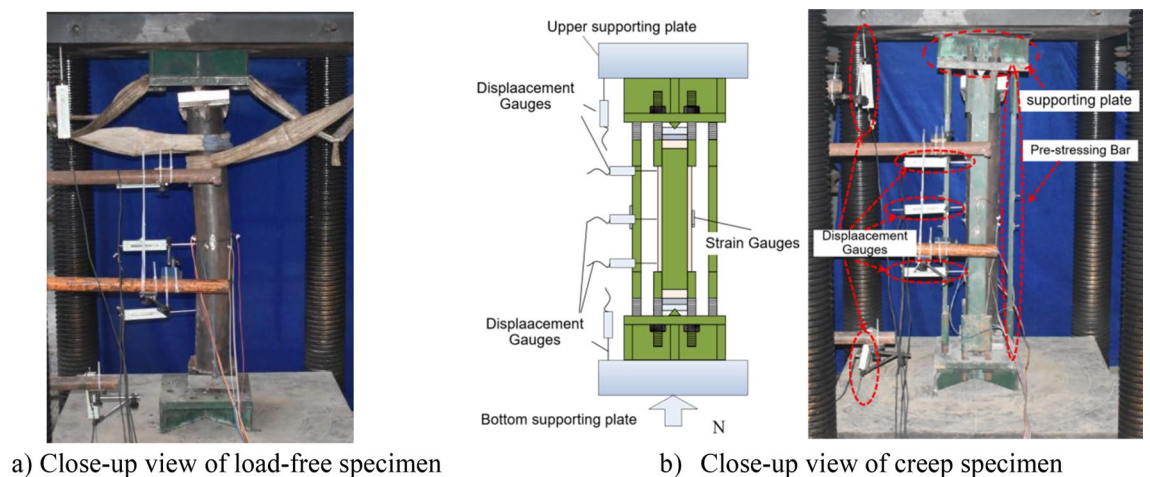 Upper supporting plate
Displaacement
Gauges
Strain Gauges
Displaacement
Gauges
Bottom supporting plate
N
supporting plate
Pre-stressing Bar
Displaacement
Gauges
a) Close-up view of load-free specimen
b) Close-up view of creep specimen